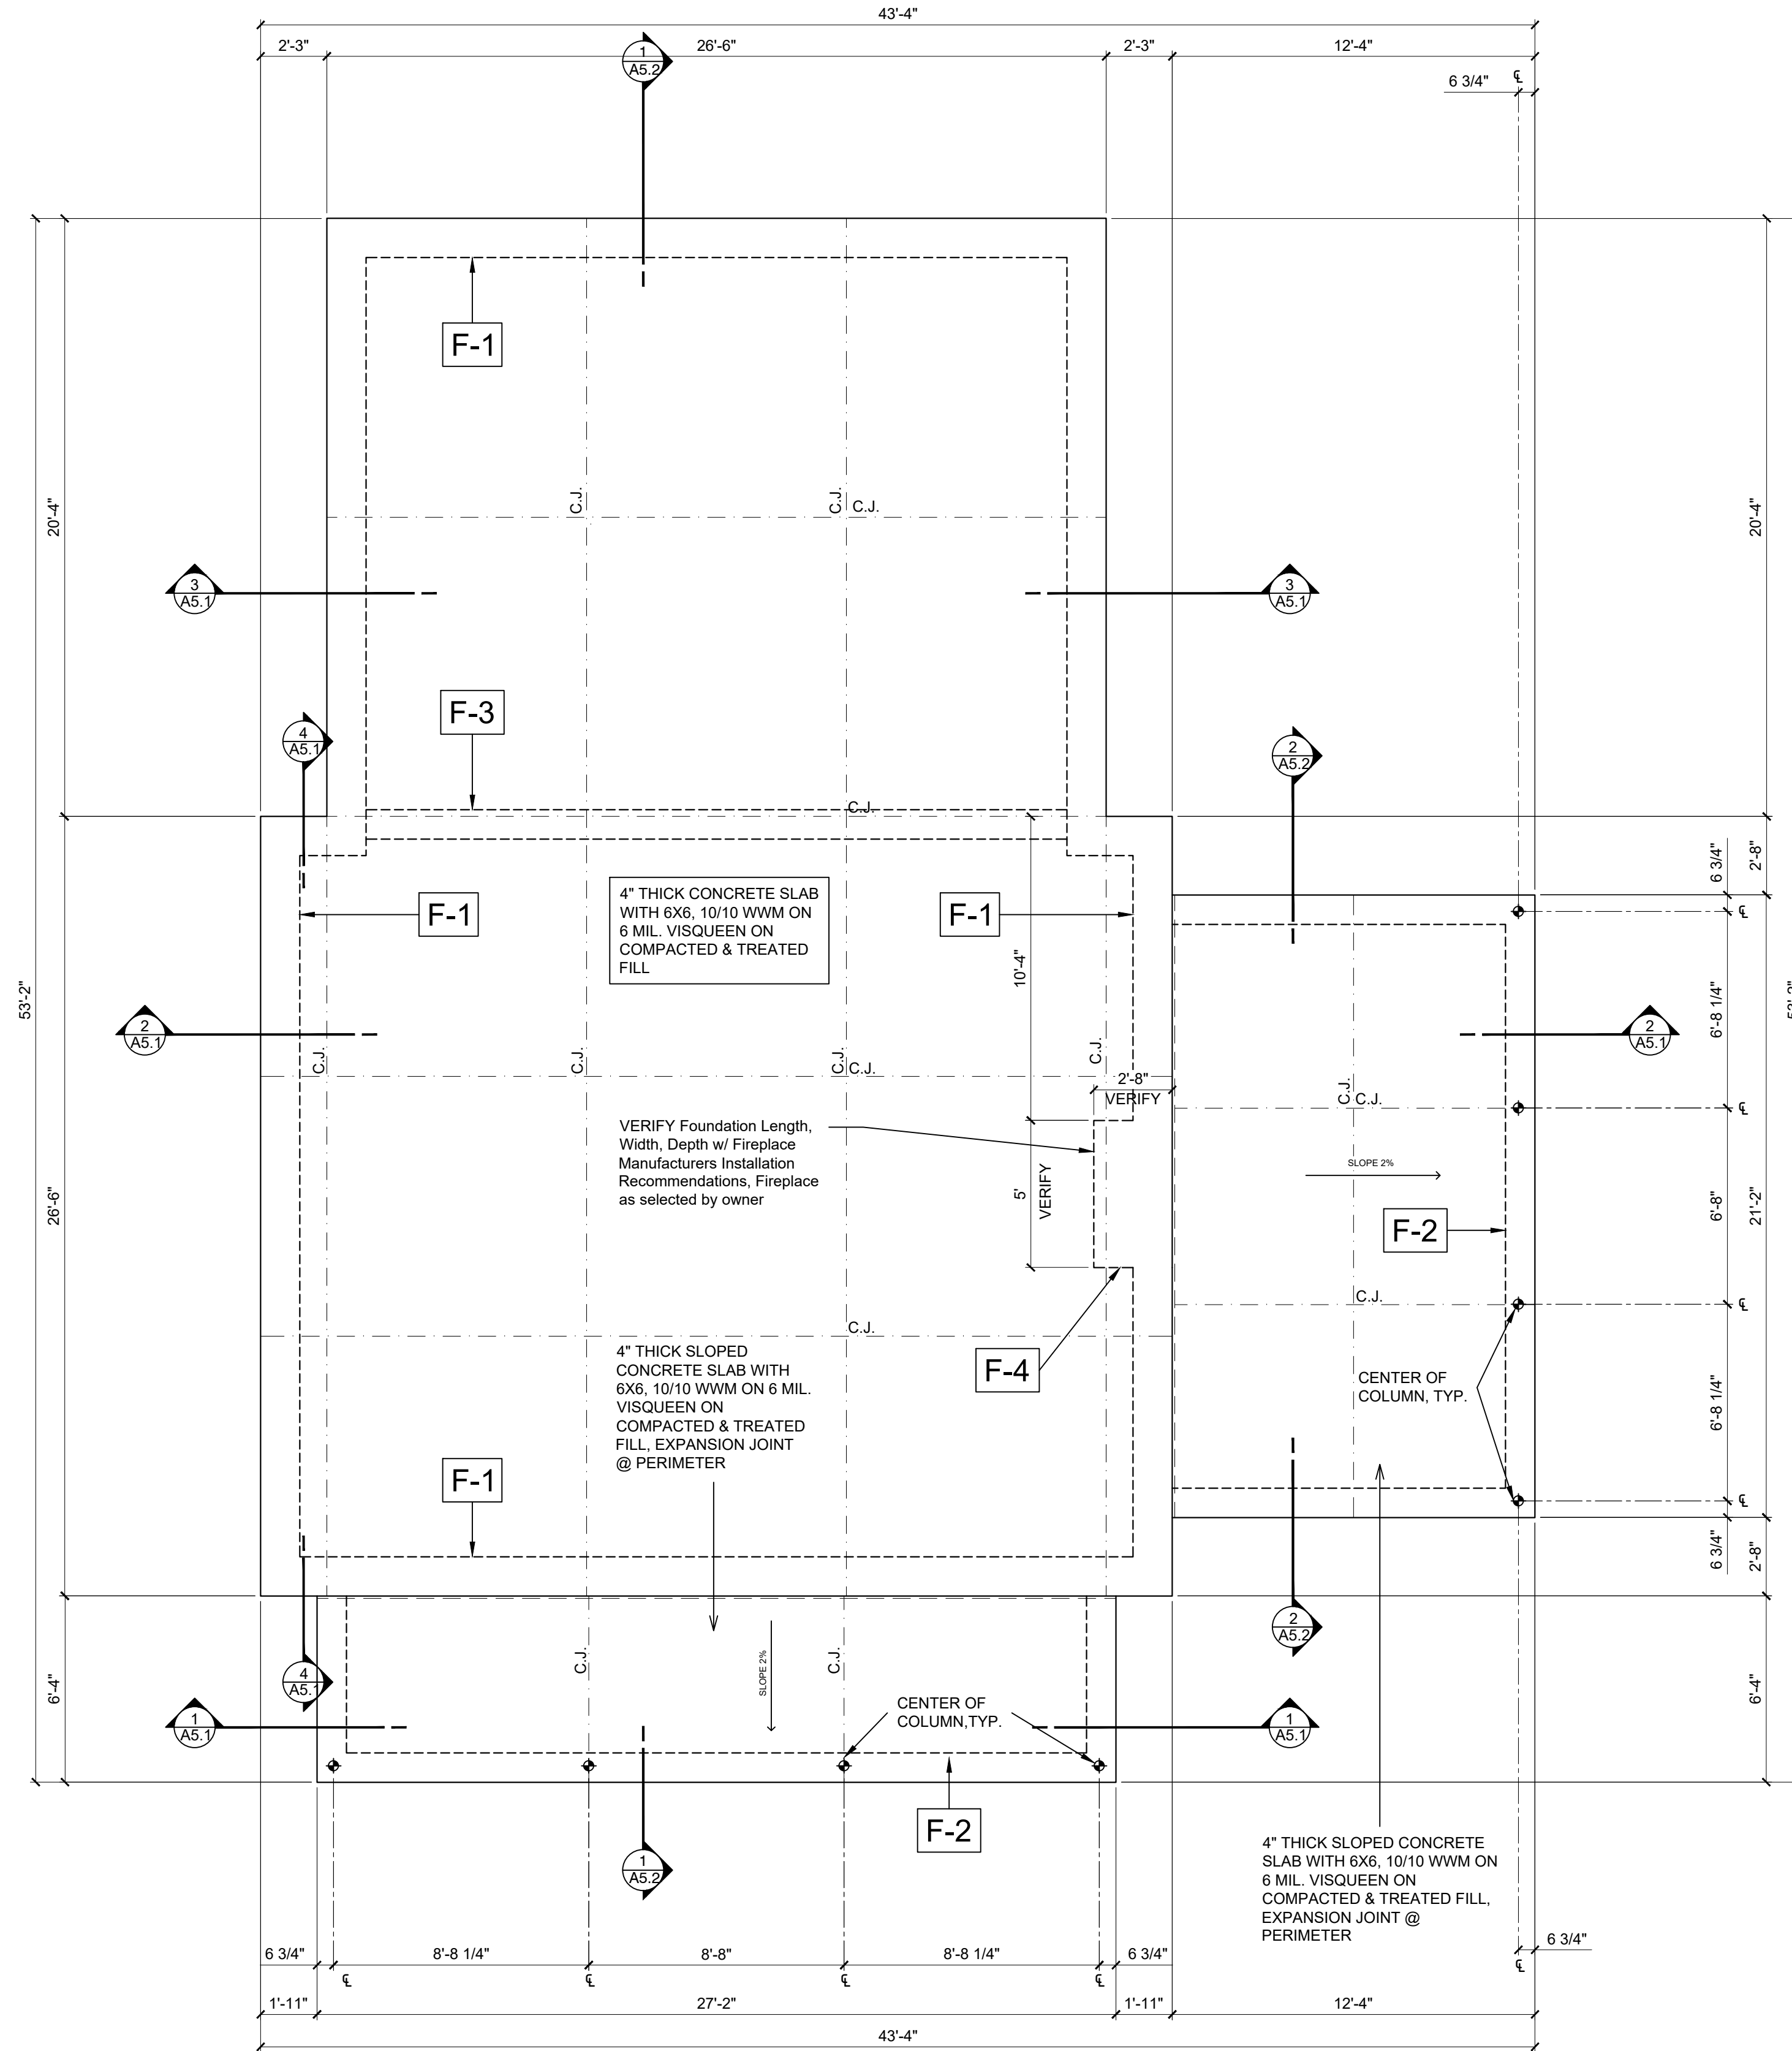 43'-4"
2'-3"
26'-6"
2'-3"
12'-4"
1
A5.2
6 3/4"
℄
F-1
20'-4"
20'-4"
C.J.
C.J.
C.J.
3
A5.1
3
A5.1
F-3
4
A5.1
2
A5.2
C.J.
6 3/4"
2'-8"
F-1
4" THICK CONCRETE SLAB
WITH 6X6, 10/10 WWM ON
6 MIL. VISQUEEN ON
COMPACTED & TREATED
FILL
F-1
℄
10'-4"
53'-2"
6'-8 1/4"
2
A5.1
2
A5.1
C.J.
C.J.
C.J.
C.J.
C.J.
2'-8"
VERIFY
C.J.
C.J.
℄
VERIFY Foundation Length,
Width, Depth w/ Fireplace
Manufacturers Installation
Recommendations, Fireplace
as selected by owner
SLOPE 2%
5'
VERIFY
26'-6"
6'-8"
21'-2"
F-2
C.J.
℄
C.J.
4" THICK SLOPED
CONCRETE SLAB WITH
6X6, 10/10 WWM ON 6 MIL.
VISQUEEN ON
COMPACTED & TREATED
FILL, EXPANSION JOINT
@ PERIMETER
F-4
CENTER OF
COLUMN, TYP.
6'-8 1/4"
F-1
℄
6 3/4"
2'-8"
2
A5.2
C.J.
C.J.
SLOPE 2%
4
A5.1
6'-4"
6'-4"
1
A5.1
CENTER OF
COLUMN,TYP.
1
A5.1
F-2
1
A5.2
4" THICK SLOPED CONCRETE
SLAB WITH 6X6, 10/10 WWM ON
6 MIL. VISQUEEN ON
COMPACTED & TREATED FILL,
EXPANSION JOINT @
PERIMETER
6 3/4"
8'-8 1/4"
8'-8"
8'-8 1/4"
6 3/4"
6 3/4"
℄
℄
℄
℄
℄
1'-11"
27'-2"
1'-11"
12'-4"
43'-4"